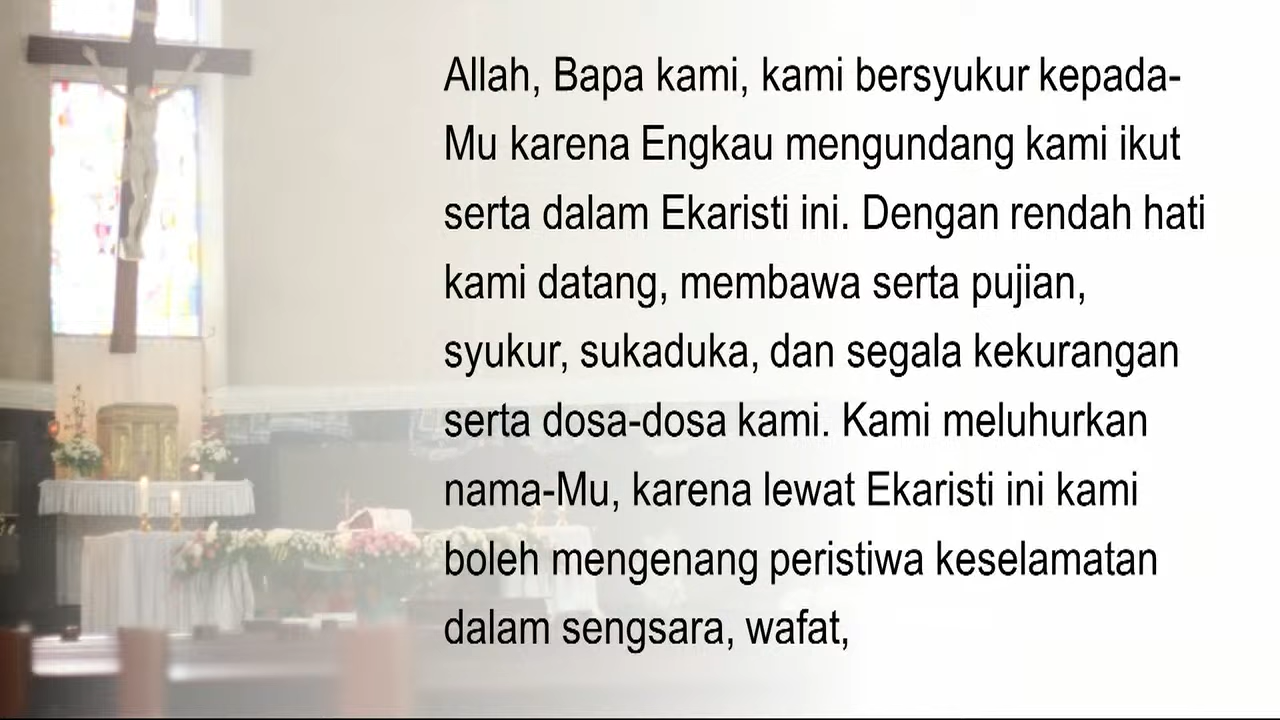 Allah, Bapa kami, kami bersyukur kepada-
Mu karena Engkau mengundang kami ikut
serta dalam Ekaristi ini. Dengan rendah hati
kami datang, membawa serta pujian,
syukur, sukaduka, dan segala kekurangan
serta dosa-dosa kami. Kami meluhurkan
nama-Mu, karena lewat Ekaristi ini kami
boleh mengenang peristiwa keselamatan
dalam sengsara, wafat,